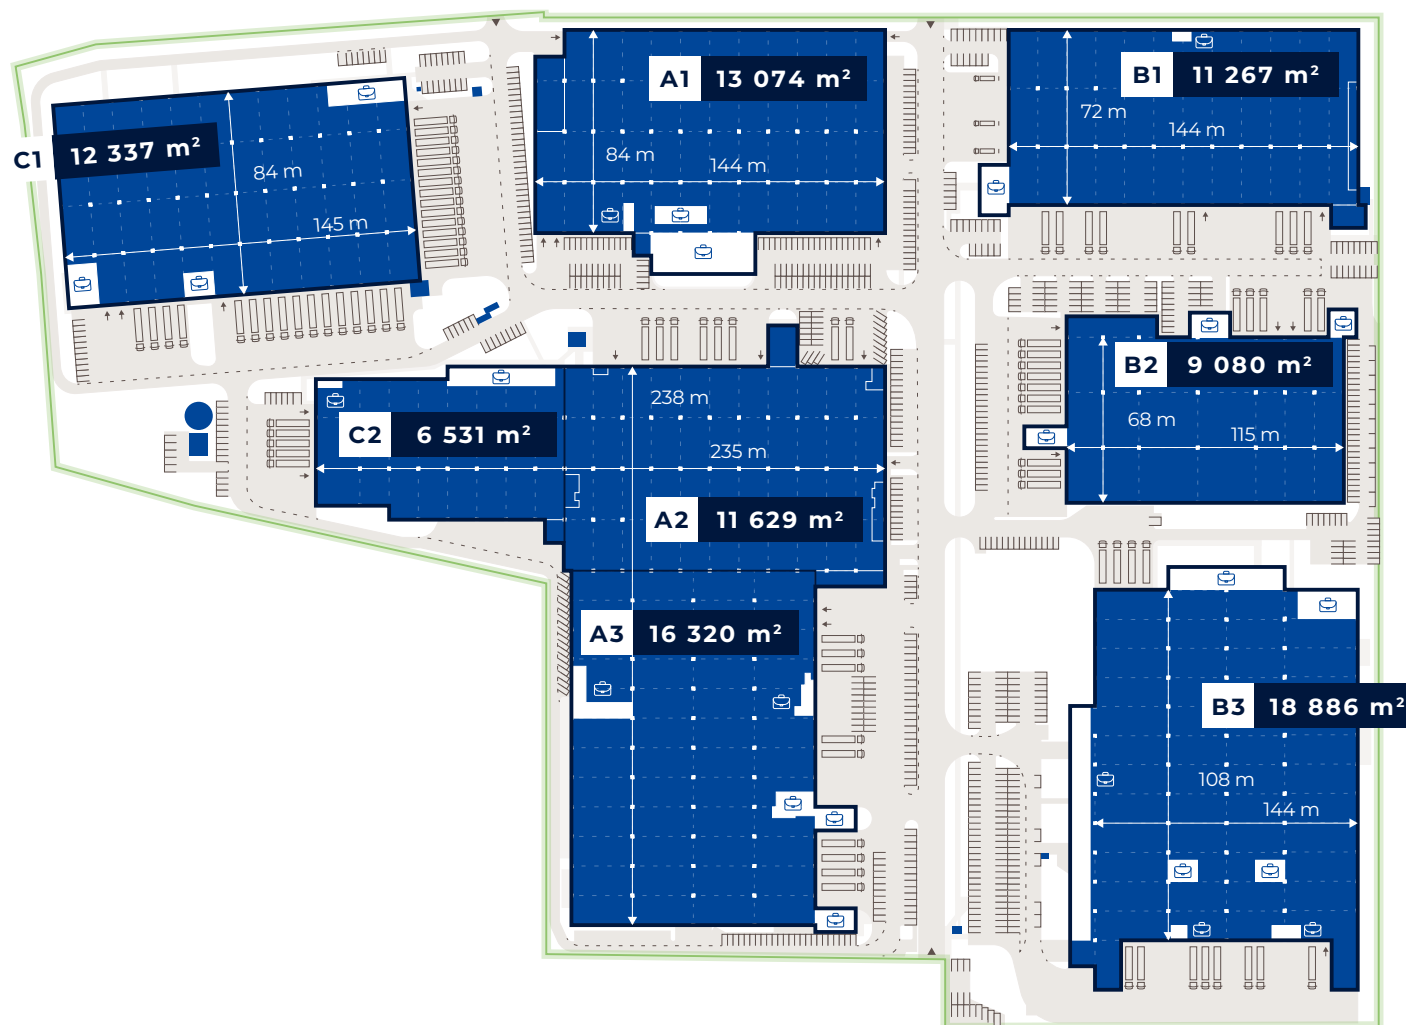 A1 13 074 m²
84 m
144 m
B1 11 267 m²
72 m
144 m
C1 12 337 m²
84 m
145 m
B2 9 080 m²
68 m
115 m
238 m
235 m
C2 6 531 m²
A2 11 629 m²
A3 16 320 m²
B3 18 886 m²
108 m
144 m